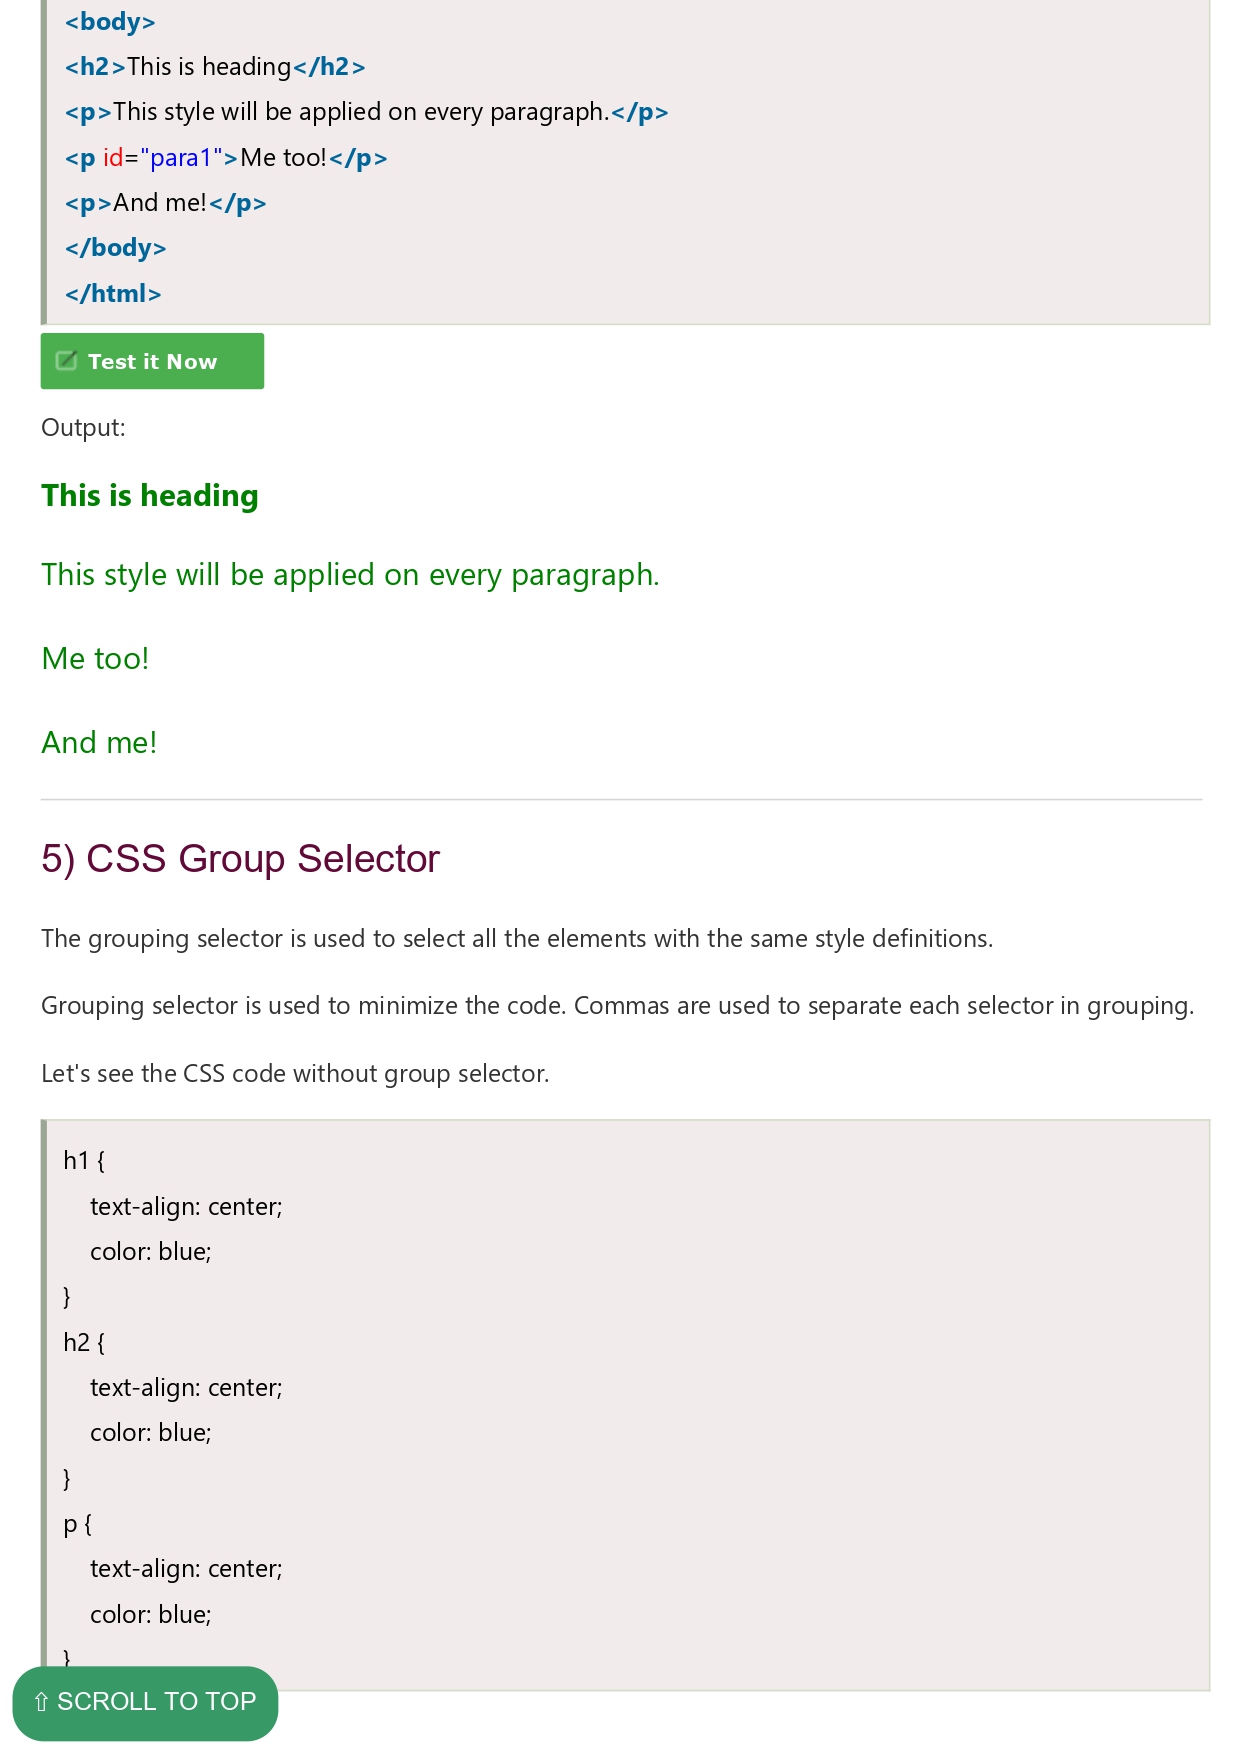 <body>
<h2>This is heading</h2>
<p>This style will be applied on every paragraph.</p>
<p id="para1">Me too!</p>
<p>And me!</p>
</body>
</html>
Test it Now
Output:
This is heading
This style will be applied on every paragraph.
Me too!
And me!
5) CSS Group Selector
The grouping selector is used to select all the elements with the same style definitions.
Grouping selector is used to minimize the code. Commas are used to separate each selector in grouping.
Let's see the CSS code without group selector.
h1 {
    text-align: center;
    color: blue;
}
h2 {
    text-align: center;
    color: blue;
}
p {
    text-align: center;
    color: blue;
}
⇧ SCROLL TO TOP